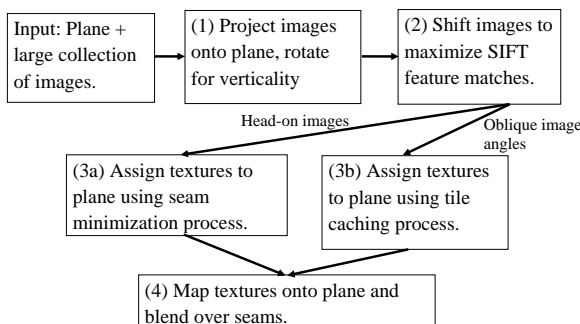 Input: Plane +
large collection
of images.
(1) Project images
onto plane, rotate
for verticality
(2) Shift images to
maximize SIFT
feature matches.
Head-on images
Oblique image
angles
(3a) Assign textures to
plane using seam
minimization process.
(3b) Assign textures
to plane using tile
caching process.
(4) Map textures onto plane and
blend over seams.